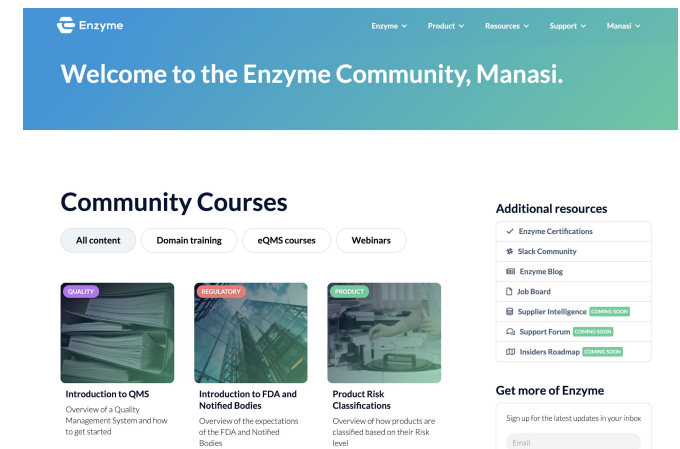 Enzyme
Enzyme Product Resources Support Manasi
Welcome to the Enzyme Community, Manasi.
Community Courses
All content Domain training eQMS courses Webinars
QUALITY
Introduction to QMS
Overview of a Quality
Management System and how
to get started
REGULATORY
Introduction to FDA and
Notified Bodies
Overview of the expectations
of the FDA and Notified
Bodies
PRODUCT
Product Risk
Classifications
Overview of how products are
classified based on their Risk
level
Additional resources
Enzyme Certifications
Slack Community
Enzyme Blog
Job Board
Supplier Intelligence COMING SOON
Support Forum COMING SOON
Insiders Roadmap COMING SOON
Get more of Enzyme
Sign up for the latest updates in your inbox
Email